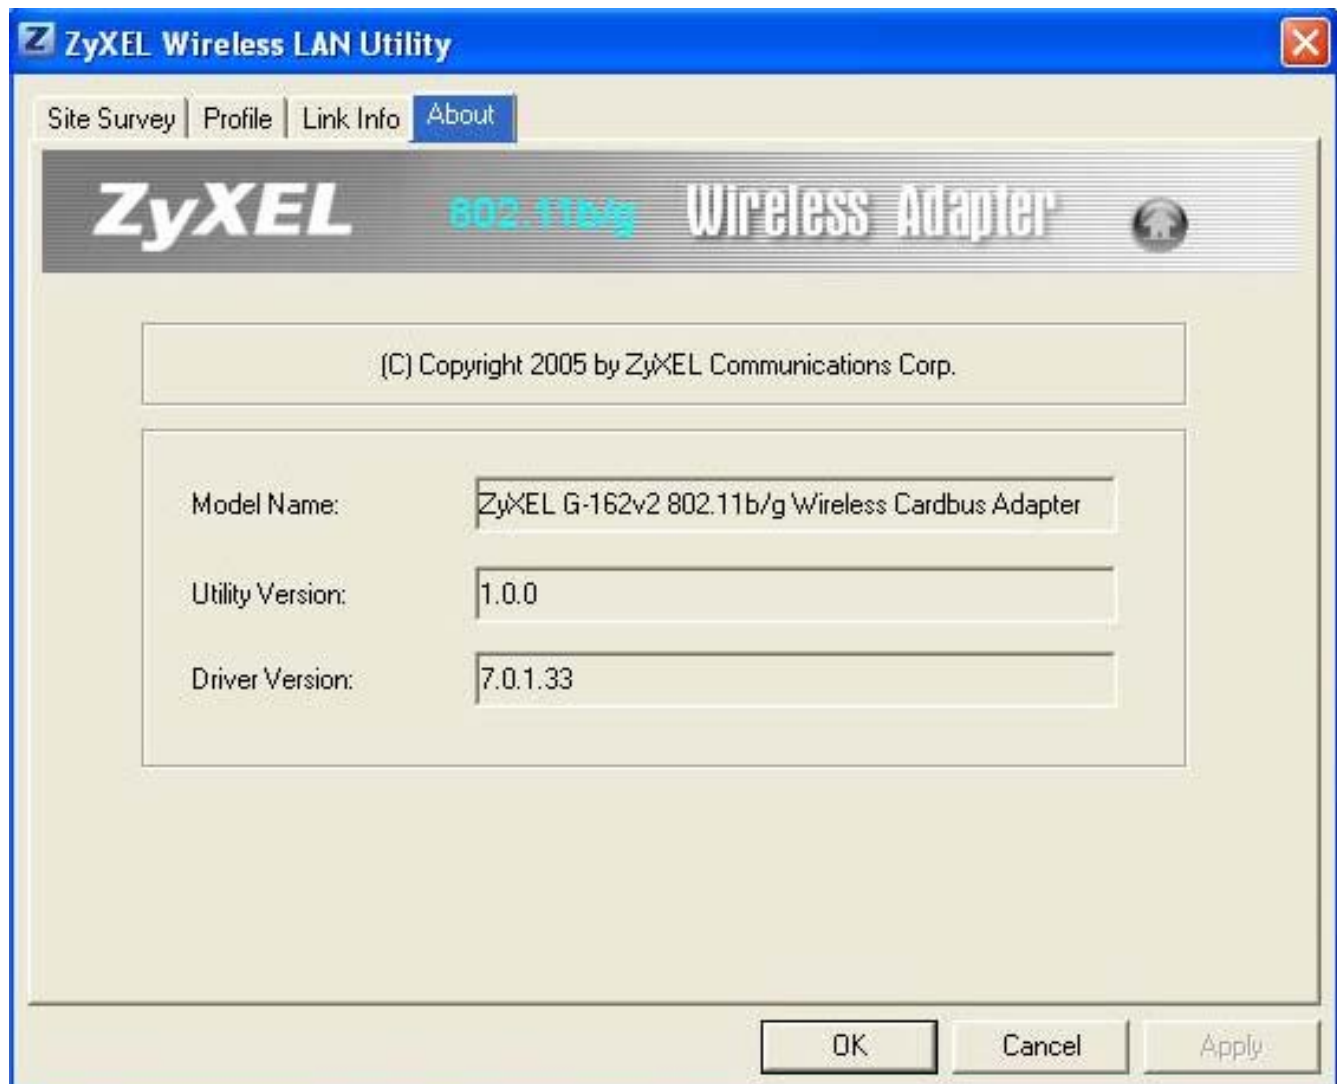 ZyXEL Wireless LAN Utility
Site Survey Profile Link Info About
ZyXEL 802.11b/g Wireless Adapter
(C) Copyright 2005 by ZyXEL Communications Corp.
Model Name: ZyXEL G-162v2 802.11b/g Wireless Cardbus Adapter
Utility Version: 1.0.0
Driver Version: 7.0.1.33
OK Cancel Apply